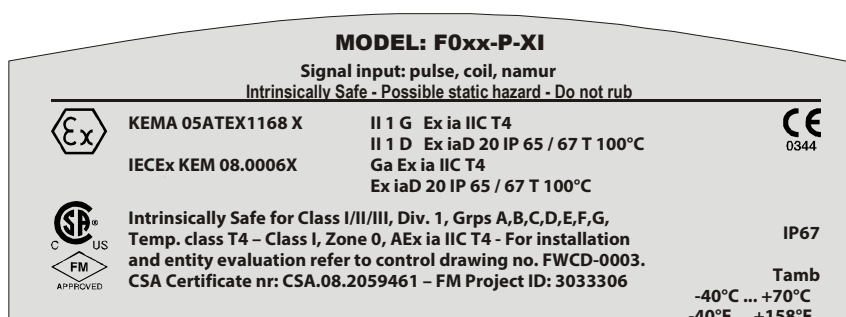 MODEL: F0xx-P-XI
Signal input: pulse, coil, namur
Intrinsically Safe - Possible static hazard - Do not rub
Ex
KEMA 05ATEX1168 X II 1 G Ex ia IIC T4
II 1 D Ex iaD 20 IP 65 / 67 T 100°C
IECEx KEM 08.0006X Ga Ex ia IIC T4
Ex iaD 20 IP 65 / 67 T 100°C
CE
0344
SA ®
C US
FM
APPROVED
Intrinsically Safe for Class I/II/III, Div. 1, Grps A,B,C,D,E,F,G,
Temp. class T4 – Class I, Zone 0, AEx ia IIC T4 - For installation
and entity evaluation refer to control drawing no. FWCD-0003.
CSA Certificate nr: CSA.08.2059461 – FM Project ID: 3033306
IP67
Tamb
-40°C ... +70°C
-40°F ... +158°F